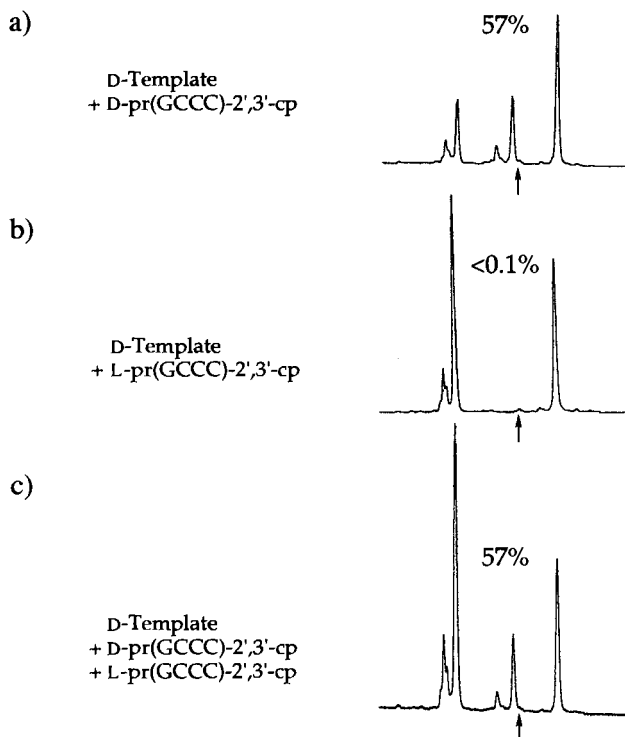 a)
57%
D-Template
+ D-pr(GCCC)-2',3'-cp
b)
<0.1%
D-Template
+ L-pr(GCCC)-2',3'-cp
c)
57%
D-Template
+ D-pr(GCCC)-2',3'-cp
+ L-pr(GCCC)-2',3'-cp